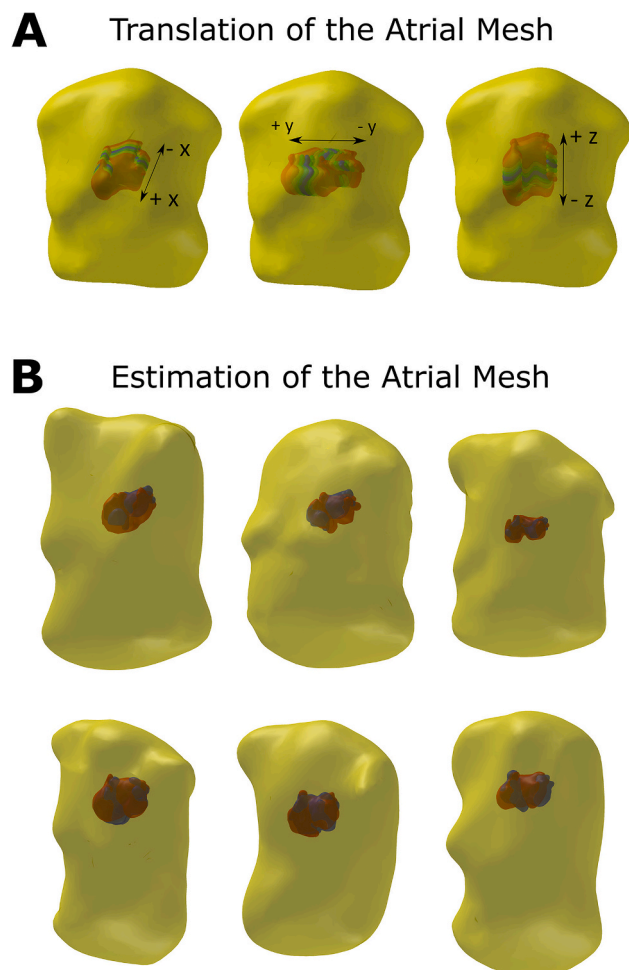 A Translation of the Atrial Mesh
- x
+ x
+ y
- y
+ z
- z
B Estimation of the Atrial Mesh